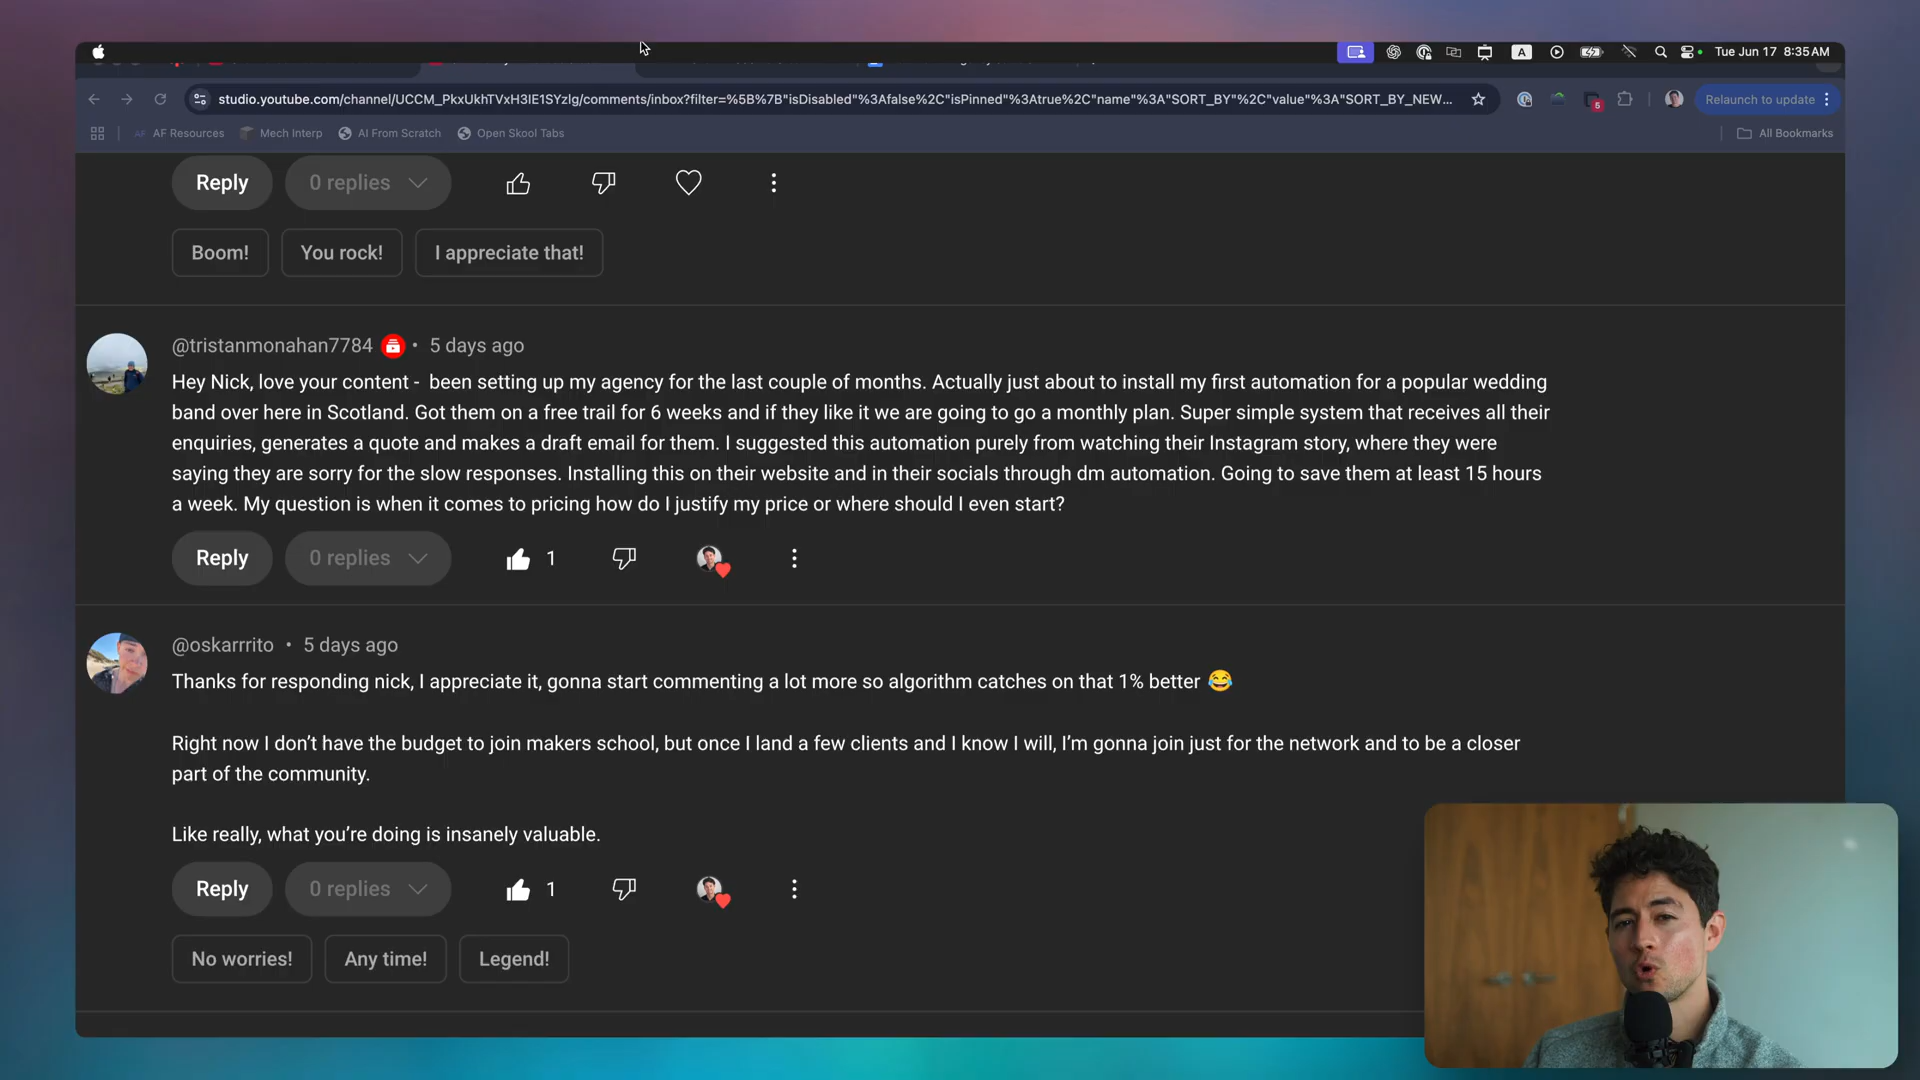 Tue Jun 17 8:35 AM
studio.youtube.com/channel/UCCM_PkxUkhTVxH3IE1SYzIg/comments/inbox?filter=%5B%7B"isDisabled"%3Afalse%2C"isPinned"%3Atrue%2C"name"%3A"SORT_BY"%2C"value"%3A"SORT_BY_NEW...
5
Relaunch to update
AF AF Resources
Mech Interp
AI From Scratch
Open Skool Tabs
All Bookmarks
Reply
0 replies
Boom!
You rock!
I appreciate that!
@tristanmonahan7784 • 5 days ago
Hey Nick, love your content - been setting up my agency for the last couple of months. Actually just about to install my first automation for a popular wedding
band over here in Scotland. Got them on a free trail for 6 weeks and if they like it we are going to go a monthly plan. Super simple system that receives all their
enquiries, generates a quote and makes a draft email for them. I suggested this automation purely from watching their Instagram story, where they were
saying they are sorry for the slow responses. Installing this on their website and in their socials through dm automation. Going to save them at least 15 hours
a week. My question is when it comes to pricing how do I justify my price or where should I even start?
Reply
0 replies
1
@oskarrrito • 5 days ago
Thanks for responding nick, I appreciate it, gonna start commenting a lot more so algorithm catches on that 1% better 😂
Right now I don't have the budget to join makers school, but once I land a few clients and I know I will, I'm gonna join just for the network and to be a closer
part of the community.
Like really, what you're doing is insanely valuable.
Reply
0 replies
1
No worries!
Any time!
Legend!